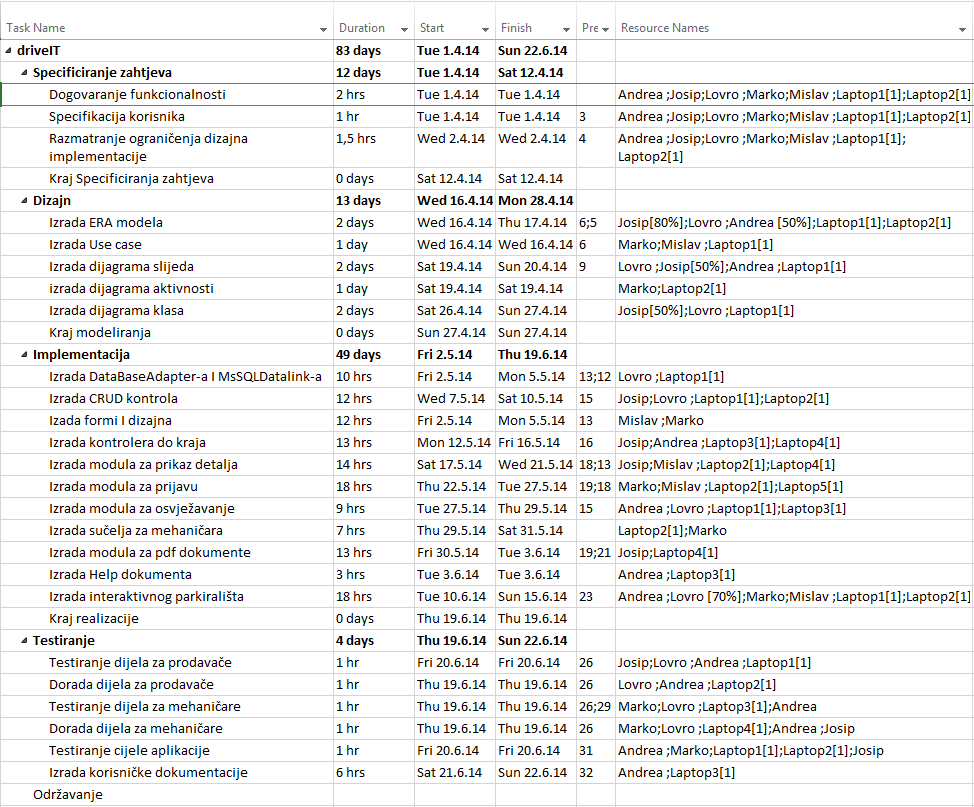 Task Name Duration Start Finish Pre Resource Names
driveIT 83 days Tue 1.4.14 Sun 22.6.14
Specificiranje zahtjeva 12 days Tue 1.4.14 Sat 12.4.14
Dogovaranje funkcionalnosti 2 hrs Tue 1.4.14 Tue 1.4.14 Andrea ;Josip;Lovro ;Marko;Mislav ;Laptop1[1];Laptop2[1]
Specifikacija korisnika 1 hr Tue 1.4.14 Tue 1.4.14 3 Andrea ;Josip;Lovro ;Marko;Mislav ;Laptop1[1];Laptop2[1]
Razmatranje ograničenja dizajna 1,5 hrs Wed 2.4.14 Wed 2.4.14 4 Andrea ;Josip;Lovro ;Marko;Mislav ;Laptop1[1];
implementacije Laptop2[1]
Kraj Specificiranja zahtjeva 0 days Sat 12.4.14 Sat 12.4.14
Dizajn 13 days Wed 16.4.14 Mon 28.4.14
Izrada ERA modela 2 days Wed 16.4.14 Thu 17.4.14 6;5 Josip[80%];Lovro ;Andrea [50%];Laptop1[1];Laptop2[1]
Izrada Use case 1 day Wed 16.4.14 Wed 16.4.14 6 Marko;Mislav ;Laptop1[1]
Izrada dijagrama slijeda 2 days Sat 19.4.14 Sun 20.4.14 9 Lovro ;Josip[50%];Andrea ;Laptop1[1]
izrada dijagrama aktivnosti 1 day Sat 19.4.14 Sat 19.4.14 Marko;Laptop2[1]
Izrada dijagrama klasa 2 days Sat 26.4.14 Sun 27.4.14 Josip[50%];Lovro ;Laptop1[1]
Kraj modeliranja 0 days Sun 27.4.14 Sun 27.4.14
Implementacija 49 days Fri 2.5.14 Thu 19.6.14
Izrada DataBaseAdapter-a I MsSQLDatalink-a 10 hrs Fri 2.5.14 Mon 5.5.14 13;12 Lovro ;Laptop1[1]
Izrada CRUD kontrola 12 hrs Wed 7.5.14 Sat 10.5.14 15 Josip;Lovro ;Laptop1[1];Laptop2[1]
Izada formi I dizajna 12 hrs Fri 2.5.14 Mon 5.5.14 13 Mislav ;Marko
Izrada kontrolera do kraja 13 hrs Mon 12.5.14 Fri 16.5.14 16 Josip;Andrea ;Laptop3[1];Laptop4[1]
Izrada modula za prikaz detalja 14 hrs Sat 17.5.14 Wed 21.5.14 18;13 Josip;Mislav ;Laptop2[1];Laptop4[1]
Izrada modula za prijavu 18 hrs Thu 22.5.14 Tue 27.5.14 19;18 Marko;Mislav ;Laptop2[1];Laptop5[1]
Izrada modula za osvježavanje 9 hrs Tue 27.5.14 Thu 29.5.14 15 Andrea ;Lovro ;Laptop1[1];Laptop3[1]
Izrada sučelja za mehaničara 7 hrs Thu 29.5.14 Sat 31.5.14 Laptop2[1];Marko
Izrada modula za pdf dokumente 13 hrs Fri 30.5.14 Tue 3.6.14 19;21 Josip;Laptop4[1]
Izrada Help dokumenta 3 hrs Tue 3.6.14 Tue 3.6.14 Andrea ;Laptop3[1]
Izrada interaktivnog parkirališta 18 hrs Tue 10.6.14 Sun 15.6.14 23 Andrea ;Lovro [70%];Marko;Mislav ;Laptop1[1];Laptop2[1]
Kraj realizacije 0 days Thu 19.6.14 Thu 19.6.14
Testiranje 4 days Thu 19.6.14 Sun 22.6.14
Testiranje dijela za prodavače 1 hr Fri 20.6.14 Fri 20.6.14 26 Josip;Lovro ;Andrea ;Laptop1[1]
Dorada dijela za prodavače 1 hr Thu 19.6.14 Thu 19.6.14 26 Lovro ;Andrea ;Laptop2[1]
Testiranje dijela za mehaničare 1 hr Thu 19.6.14 Thu 19.6.14 26;29 Marko;Lovro ;Laptop3[1];Andrea
Dorada dijela za mehaničare 1 hr Thu 19.6.14 Thu 19.6.14 26 Marko;Lovro ;Laptop4[1];Andrea ;Josip
Testiranje cijele aplikacije 1 hr Fri 20.6.14 Fri 20.6.14 31 Andrea ;Marko;Laptop1[1];Laptop2[1];Josip
Izrada korisničke dokumentacije 6 hrs Sat 21.6.14 Sun 22.6.14 32 Andrea ;Laptop3[1]
Održavanje